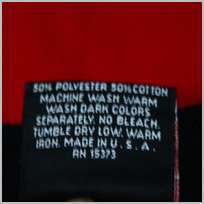 50% POLYESTER 50% COTTON
MACHINE WASH WARM
WASH DARK COLORS
SEPARATELY. NO BLEACH.
TUMBLE DRY LOW. WARM
IRON. MADE IN U. S. A.
RN 15373